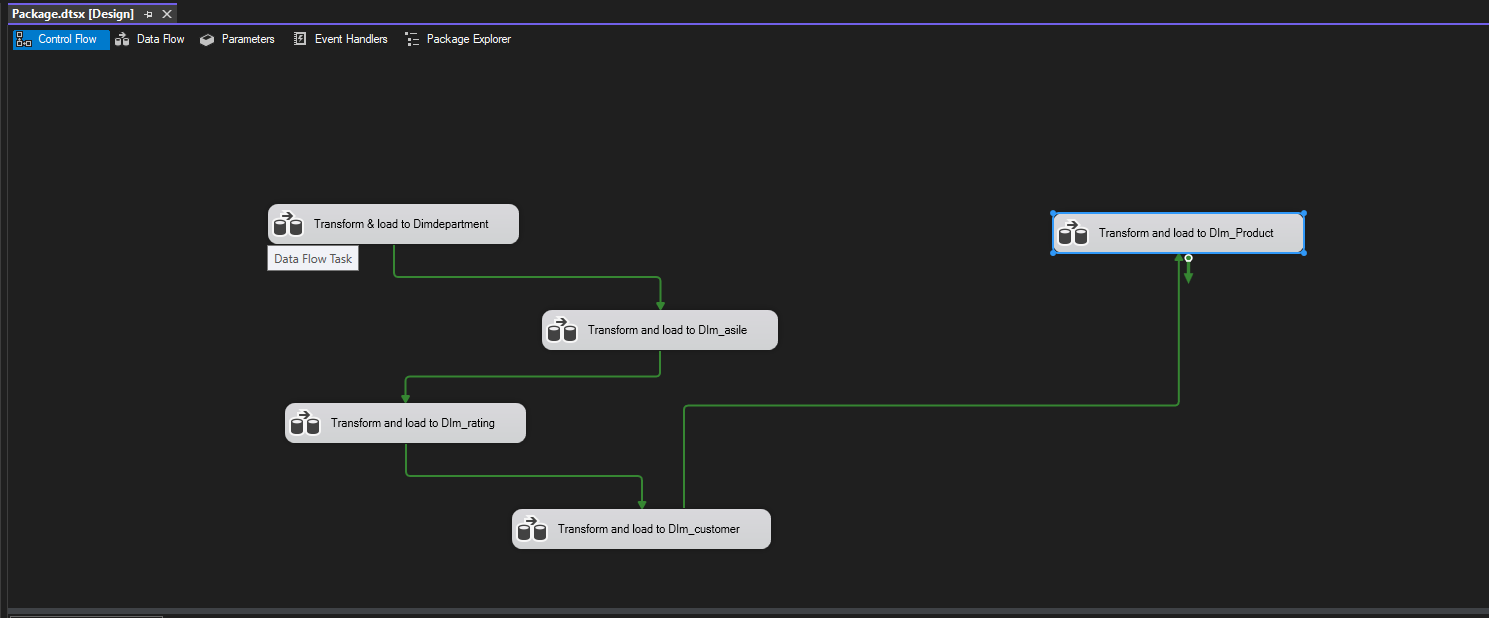 Package.dtsx [Design]
Control Flow
Data Flow
Parameters
Event Handlers
Package Explorer
Transform & load to Dimdepartment
Data Flow Task
Transform and load to DIm_Product
Transform and load to DIm_asile
Transform and load to DIm_rating
Transform and load to DIm_customer